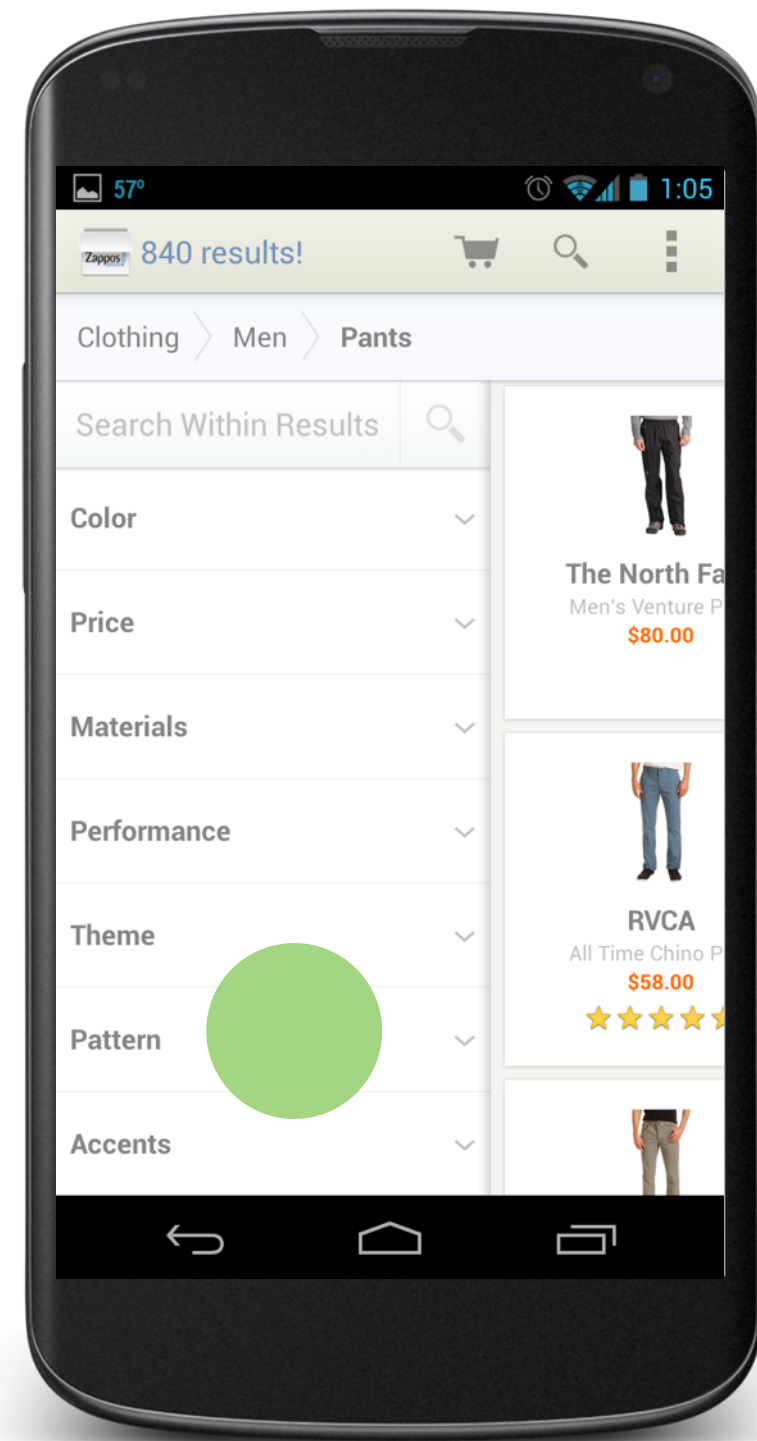 57°
1:05
Zappos
840 results!
Clothing Men Pants
Search Within Results
Color
Price
Materials
Performance
Theme
Pattern
Accents
The North Fa
Men's Venture P
$80.00
RVCA
All Time Chino P
$58.00